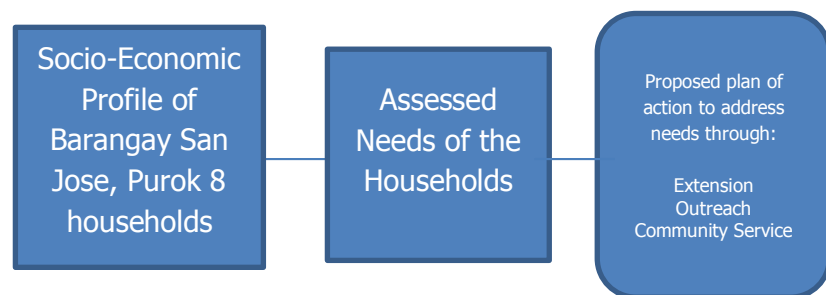 Socio-Economic
Profile of
Barangay San
Jose, Purok 8
households
Assessed
Needs of the
Households
Proposed plan of
action to address
needs through:
Extension
Outreach
Community Service